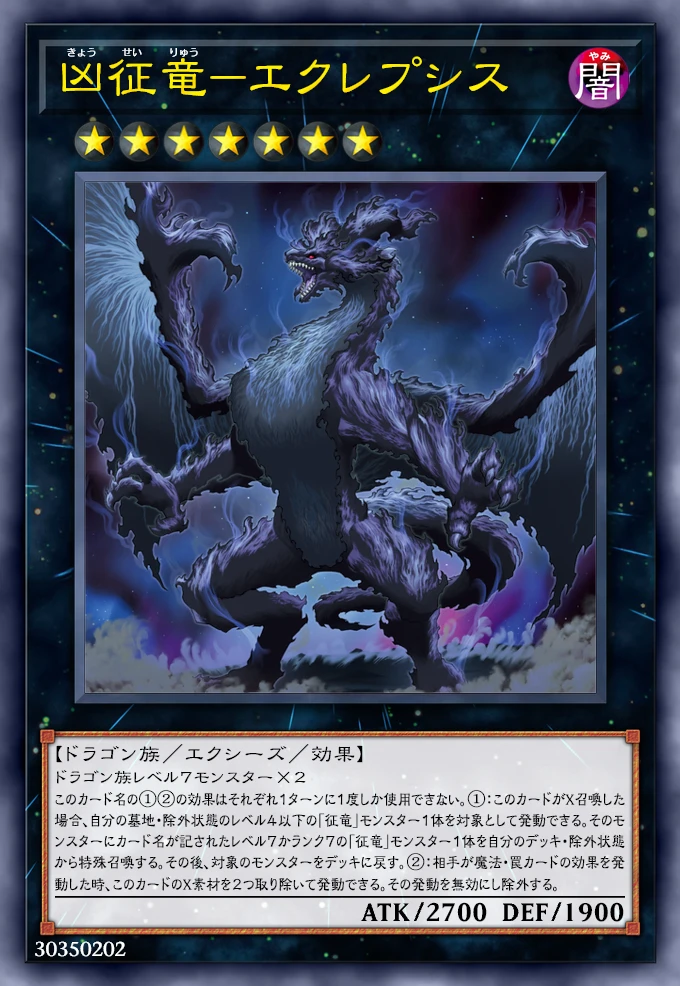 きょう せい りゅう
凶征竜－エクレプシス
やみ
闇
【ドラゴン族／エクシーズ／効果】
ドラゴン族レベル７モンスター×２
このカード名の①②の効果はそれぞれ1ターンに1度しか使用できない。①：このカードがX召喚した
場合、自分の墓地・除外状態のレベル４以下の「征竜」モンスター1体を対象として発動できる。そのモ
ンスターにカード名が記されたレベル７かランク７の「征竜」モンスター1体を自分のデッキ・除外状態
から特殊召喚する。その後、対象のモンスターをデッキに戻す。②：相手が魔法・罠カードの効果を発
動した時、このカードのX素材を２つ取り除いて発動できる。その発動を無効にし除外する。
ATK/2700 DEF/1900
30350202